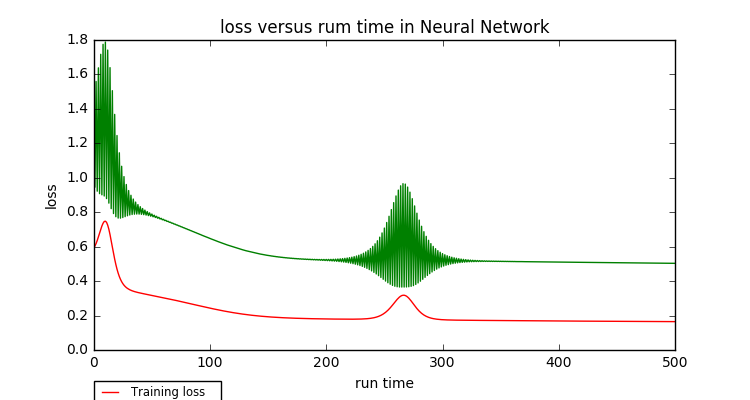 loss versus rum time in Neural Network
1.8
1.6
1.4
1.2
1.0
0.8
0.6
0.4
0.2
0.0
loss
0 100 200 300 400 500
run time
Training loss